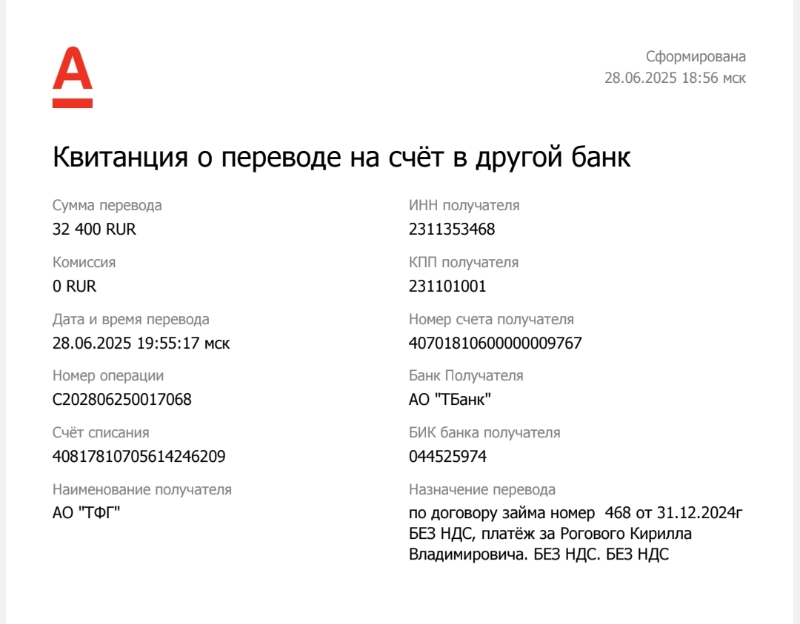 А
Сформирована
28.06.2025 18:56 мск
Квитанция о переводе на счёт в другой банк
Сумма перевода
32 400 RUR
Комиссия
0 RUR
Дата и время перевода
28.06.2025 19:55:17 мск
Номер операции
C202806250017068
Счёт списания
40817810705614246209
Наименование получателя
АО "ТФГ"
ИНН получателя
2311353468
КПП получателя
231101001
Номер счета получателя
40701810600000009767
Банк Получателя
АО "ТБанк"
БИК банка получателя
044525974
Назначение перевода
по договору займа номер  468 от 31.12.2024г
БЕЗ НДС, платёж за Рогового Кирилла
Владимировича. БЕЗ НДС. БЕЗ НДС